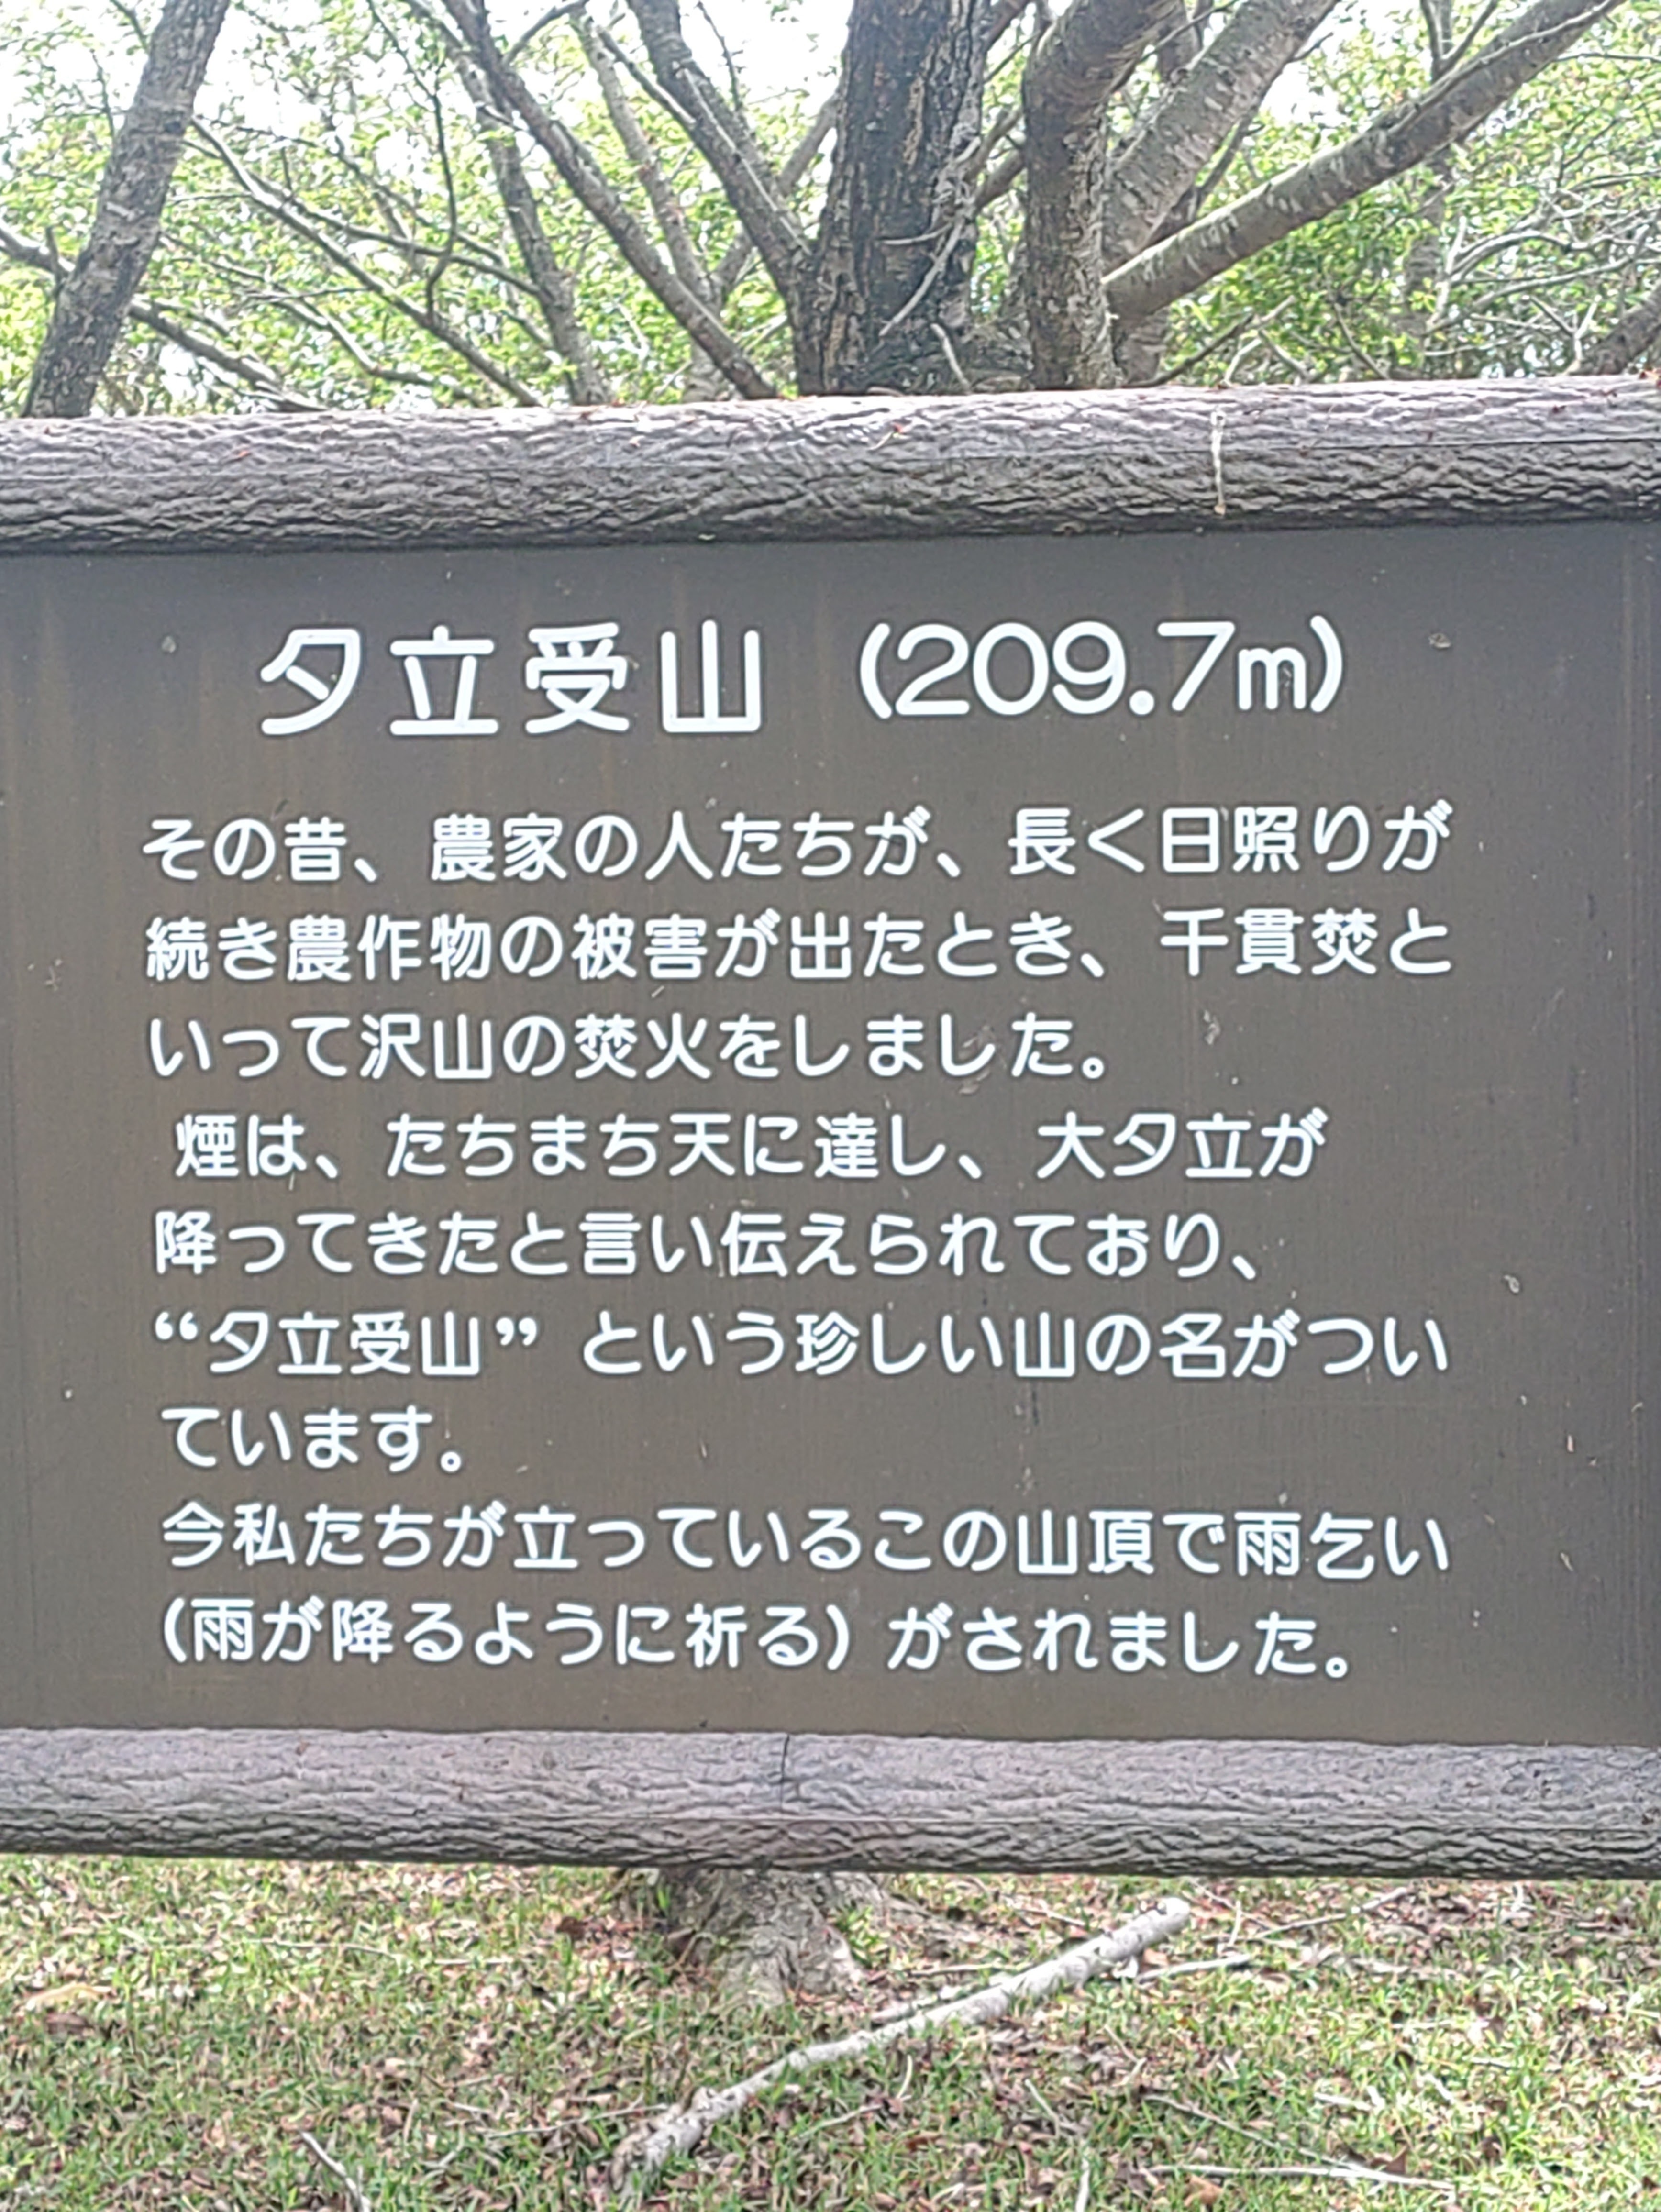 夕立受山 (209.7m)
その昔、農家の人たちが、長く日照りが
続き農作物の被害が出たとき、千貫焚と
いって沢山の焚火をしました。
煙は、たちまち天に達し、大夕立が
降ってきたと言い伝えられており、
“夕立受山” という珍しい山の名がつい
ています。
今私たちが立っているこの山頂で雨乞い
(雨が降るように祈る) がされました。